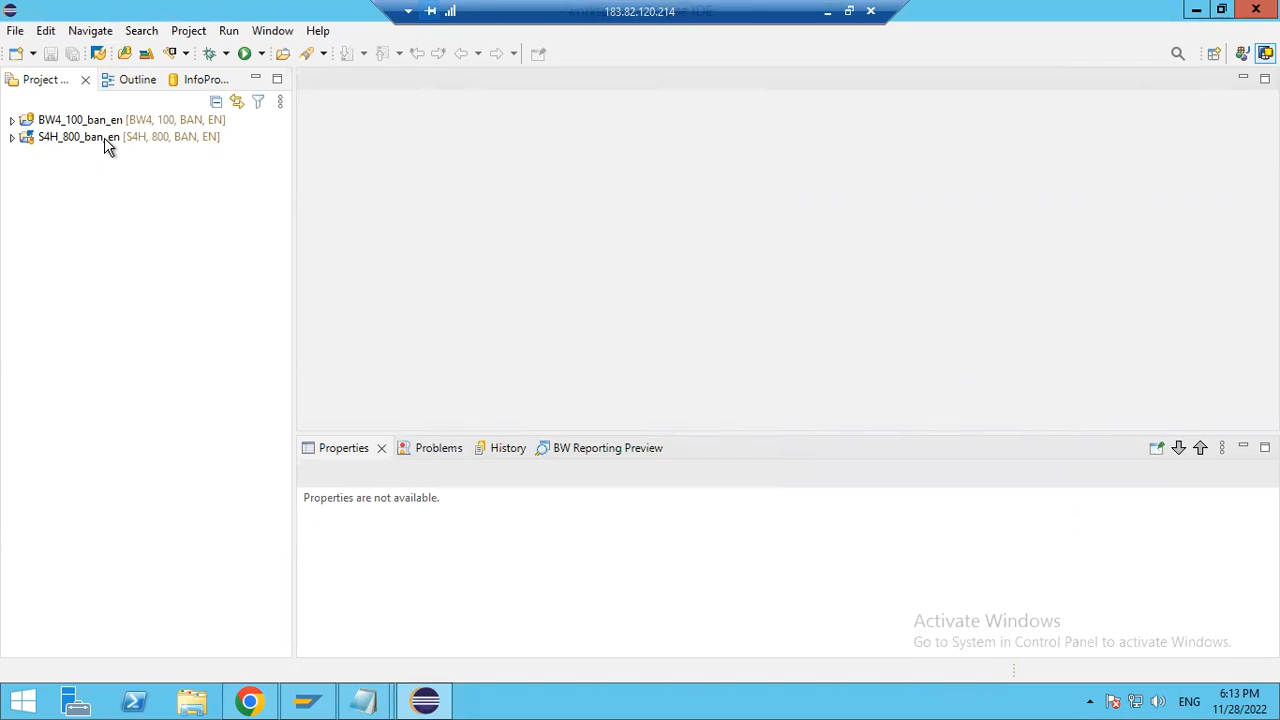 183.82.120.214
File Edit Navigate Search Project Run Window Help
Project ... Outline InfoPro...
BW4_100_ban_en [BW4, 100, BAN, EN]
S4H_800_ban_en [S4H, 800, BAN, EN]
Properties Problems History BW Reporting Preview
Properties are not available.
Activate Windows
Go to System in Control Panel to activate Windows.
ENG
6:13 PM
11/28/2022